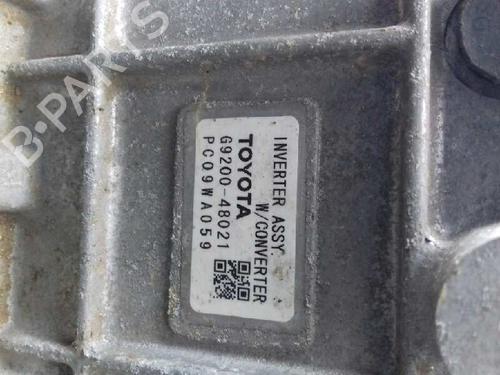 INVERTER ASSY.
W/CONVERTER
TOYOTA
G9200-48021
PC09WA059
B-PARTS